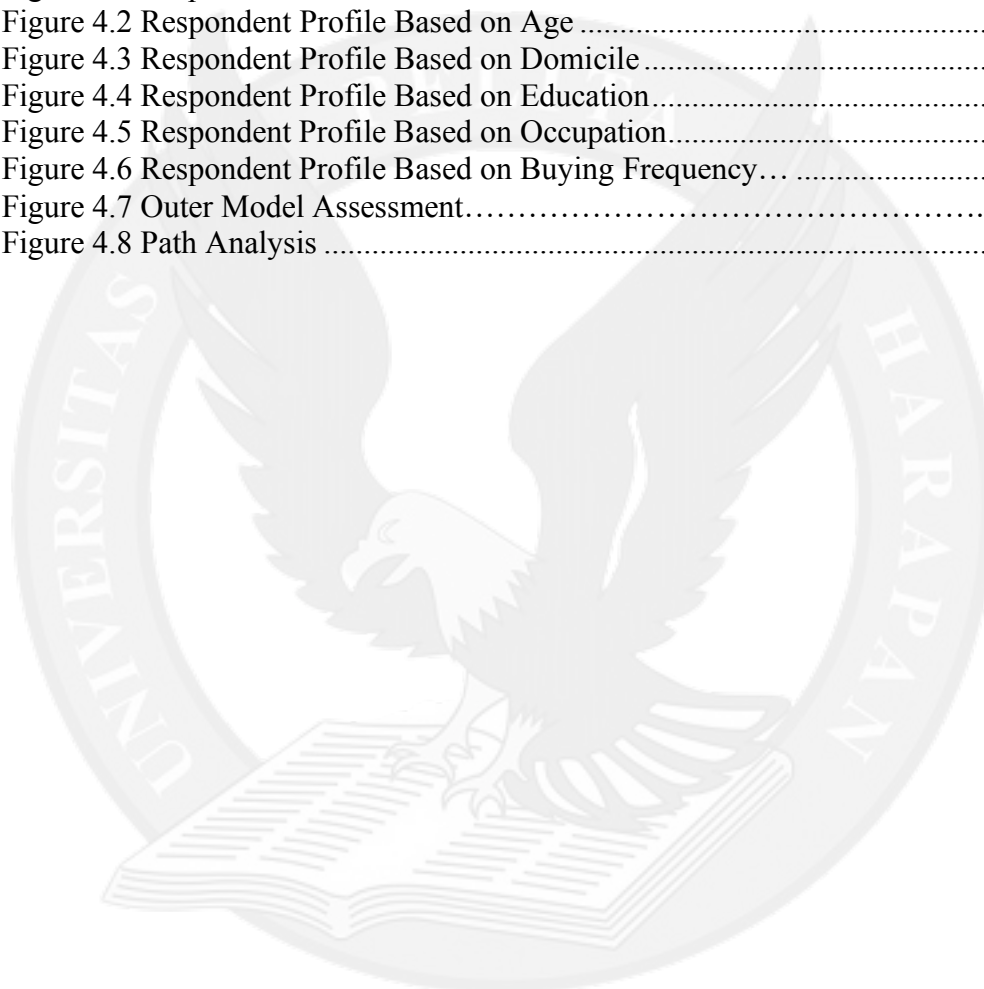 Figure 4.2 Respondent Profile Based on Age ................................................
Figure 4.3 Respondent Profile Based on Domicile ........................................
Figure 4.4 Respondent Profile Based on Education.......................................
Figure 4.5 Respondent Profile Based on Occupation.....................................
Figure 4.6 Respondent Profile Based on Buying Frequency… .....................
Figure 4.7 Outer Model Assessment…………………………………………….
Figure 4.8 Path Analysis ................................................................................
UNIVERSITAS
PELITA
HARAPAN